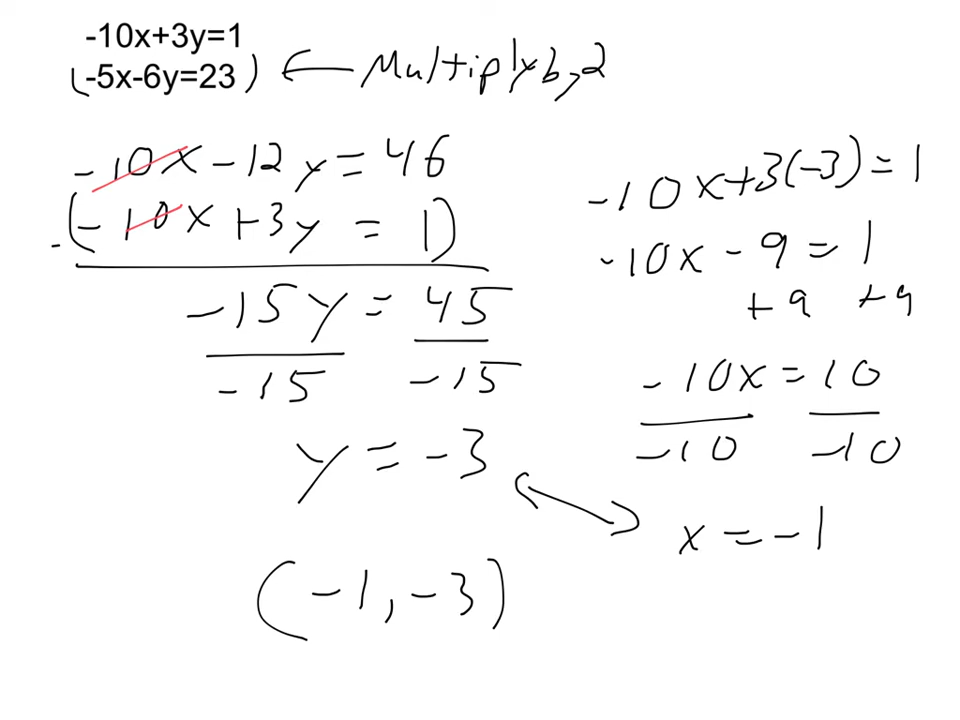 -10x+3y=1
(-5x-6y=23) ← Multiply by 2
-10x-12y=46
-(-10x+3y=1)
-15y=45
-15 -15
y=-3
(-1,-3)
-10x+3(-3)=1
-10x-9=1
+9 +9
-10x=10
-10 -10
x=-1